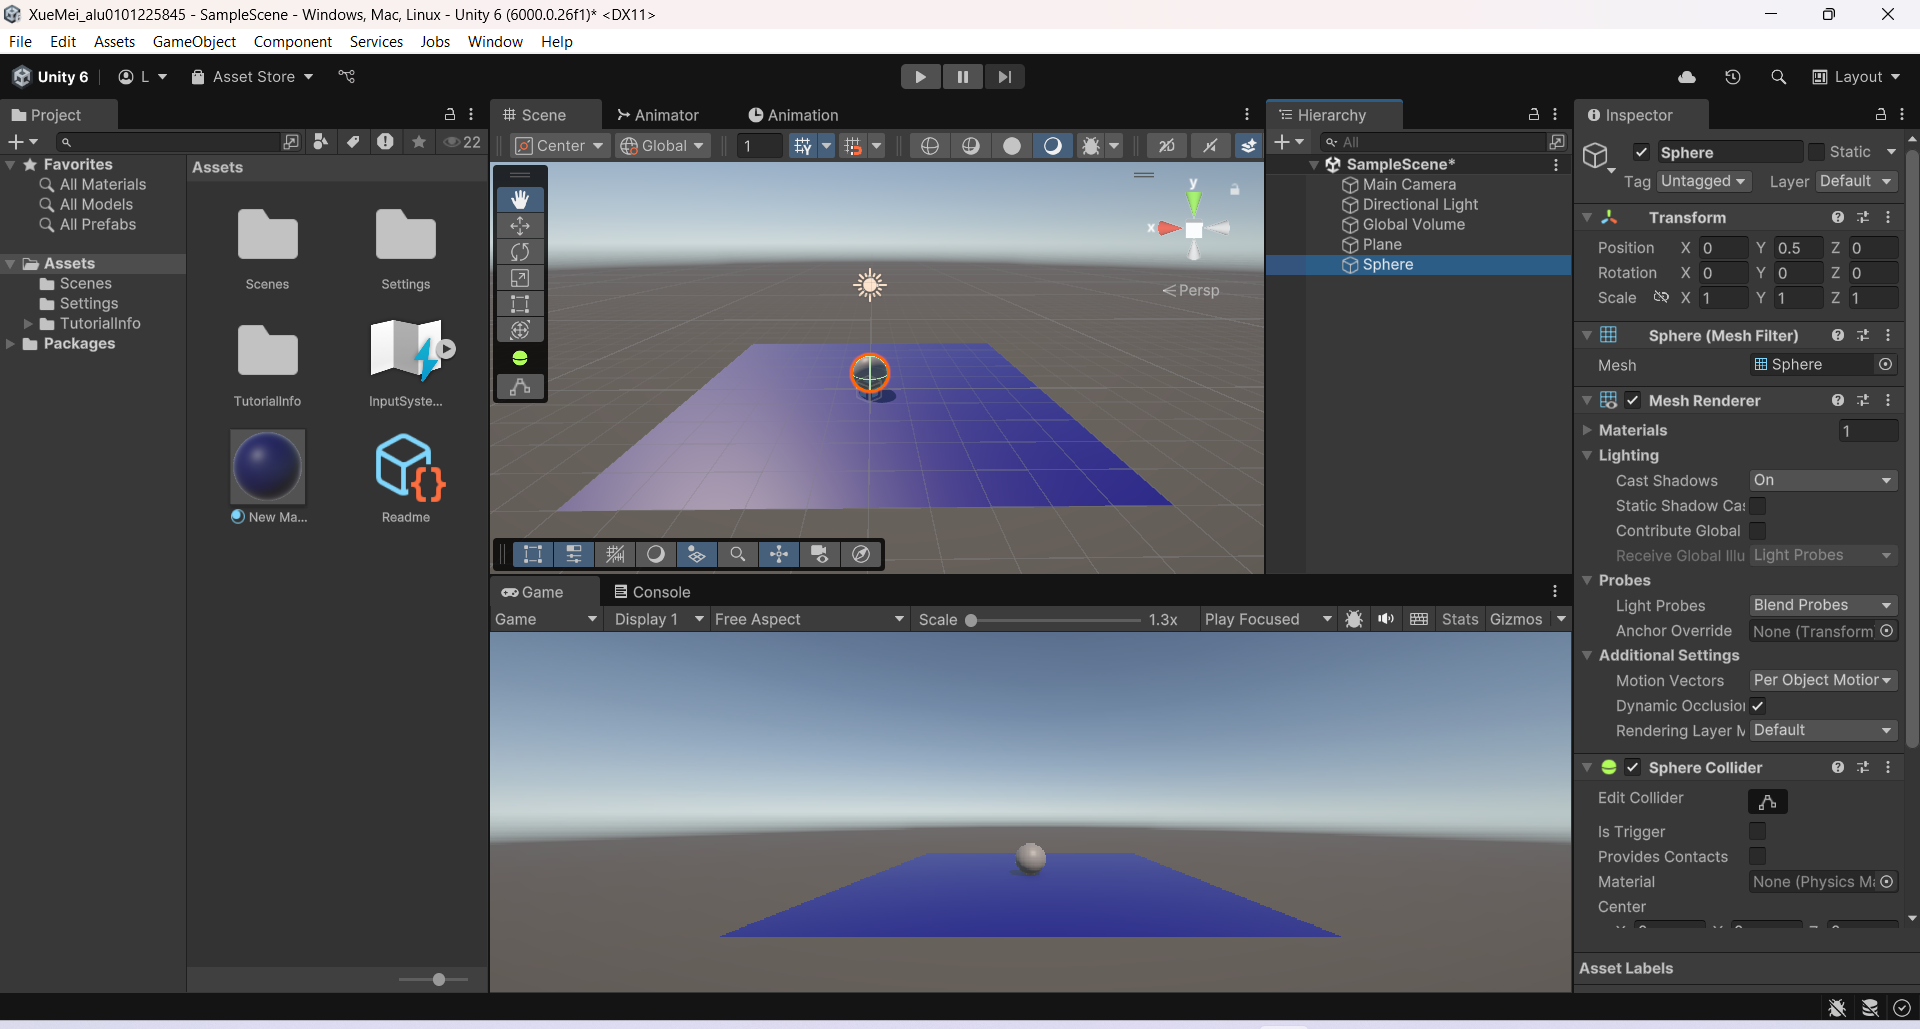 XueMei_alu0101225845 - SampleScene - Windows, Mac, Linux - Unity 6 (6000.0.26f1)* <DX11>
File Edit Assets GameObject Component Services Jobs Window Help
Unity 6 L Asset Store Layout
Project
22
Favorites
All Materials
All Models
All Prefabs
Assets
Scenes
Settings
TutorialInfo
Packages
Assets
Scenes
Settings
TutorialInfo
InputSyste...
New Ma...
Readme
Scene Animator Animation
Center Global 1 2D
y
x
Persp
Game Console
Game Display 1 Free Aspect Scale 1.3x Play Focused Stats Gizmos
Hierarchy
All
SampleScene*
Main Camera
Directional Light
Global Volume
Plane
Sphere
Inspector
Sphere Static
Tag Untagged Layer Default
Transform
Position X 0 Y 0.5 Z 0
Rotation X 0 Y 0 Z 0
Scale X 1 Y 1 Z 1
Sphere (Mesh Filter)
Mesh Sphere
Mesh Renderer
Materials 1
Lighting
Cast Shadows On
Static Shadow Ca
Contribute Global
Receive Global Illu Light Probes
Probes
Light Probes Blend Probes
Anchor Override None (Transform
Additional Settings
Motion Vectors Per Object Motior
Dynamic Occlusio
Rendering Layer M Default
Sphere Collider
Edit Collider
Is Trigger
Provides Contacts
Material None (Physics M
Center
Asset Labels